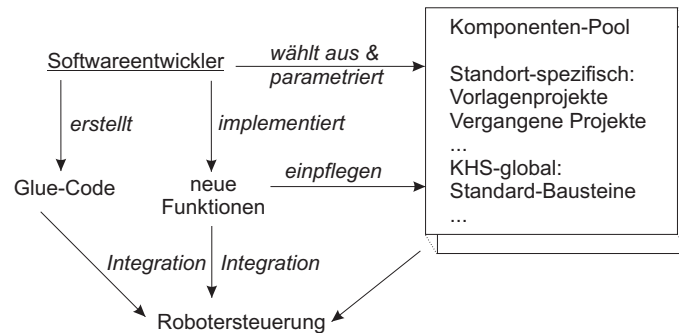 Softwareentwickler
wählt aus &
parametriert
Komponenten-Pool
Standort-spezifisch:
Vorlagenprojekte
Vergangene Projekte
...
KHS-global:
Standard-Bausteine
...
erstellt
implementiert
Glue-Code
neue
Funktionen
einpflegen
Integration
Integration
Robotersteuerung